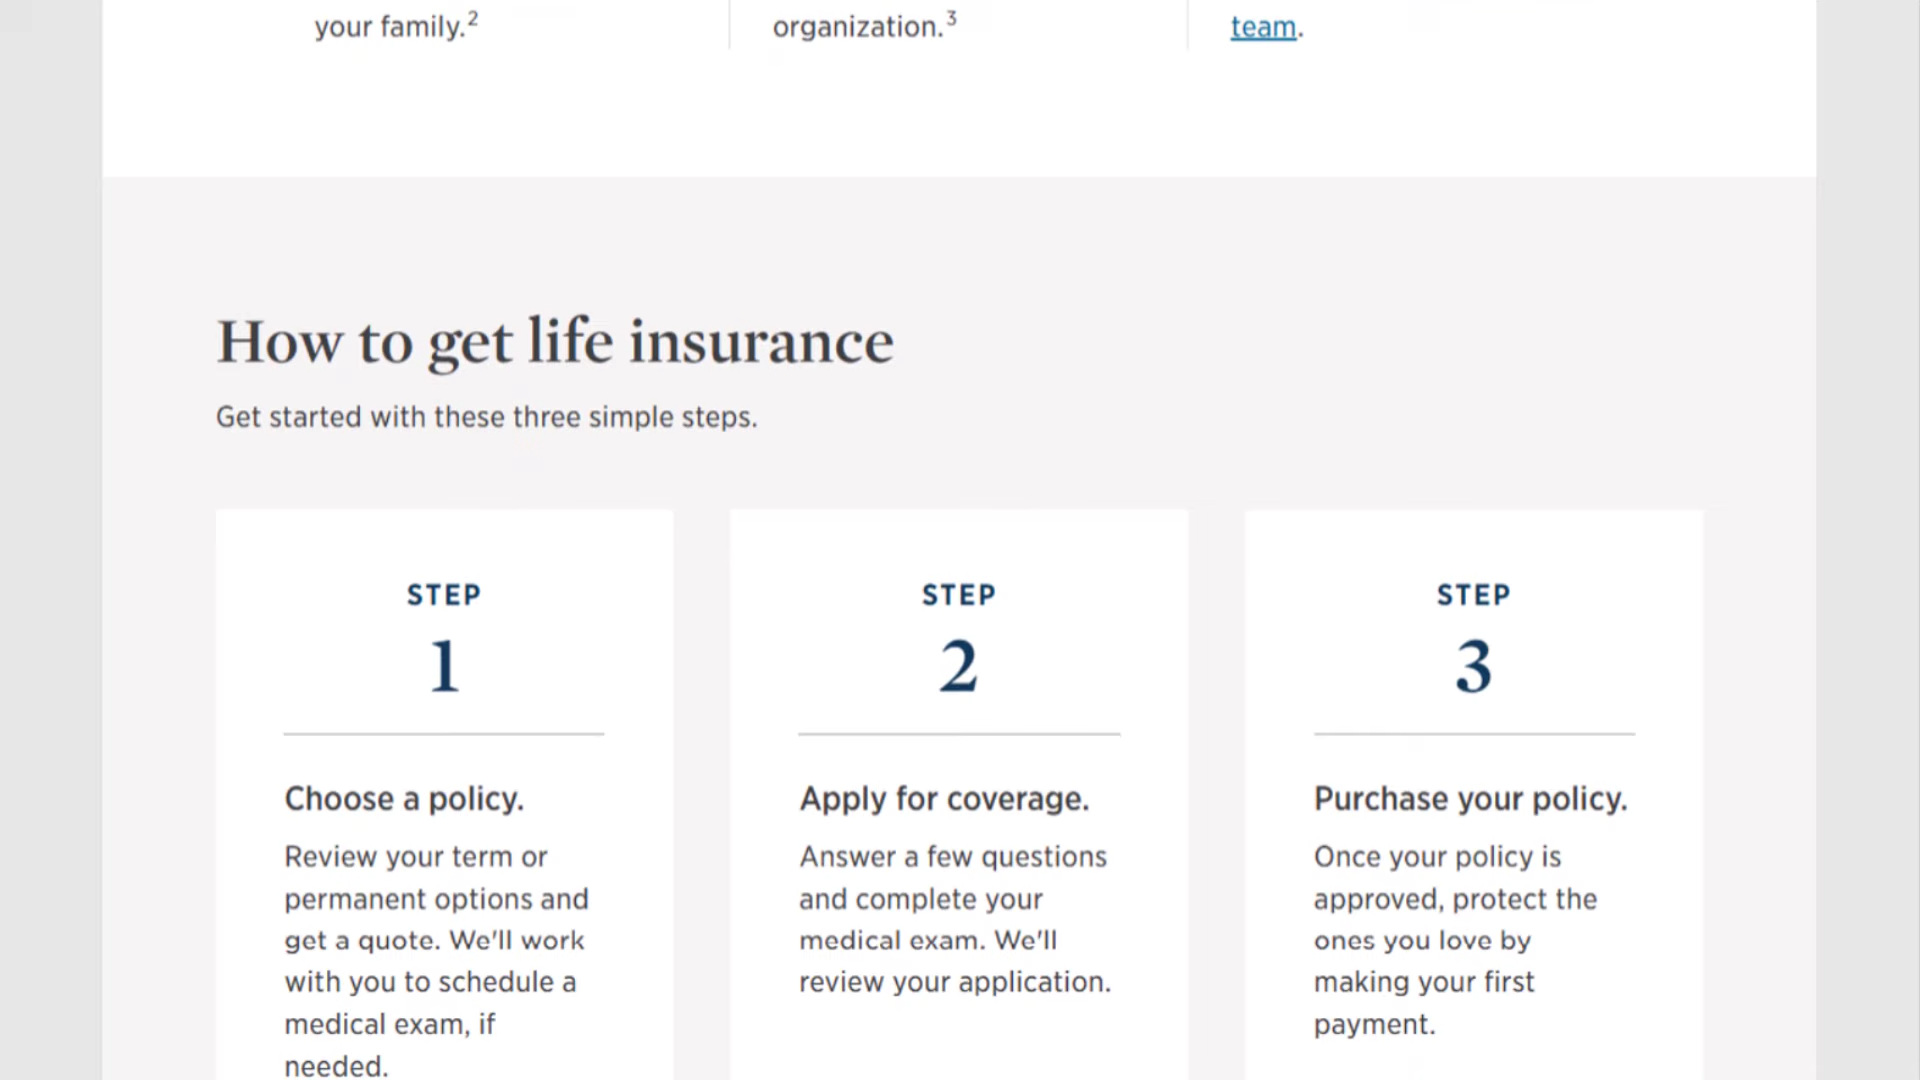 your family.²
organization.³
team.
How to get life insurance
Get started with these three simple steps.
STEP
1
Choose a policy.
Review your term or
permanent options and
get a quote. We'll work
with you to schedule a
medical exam, if
needed.
STEP
2
Apply for coverage.
Answer a few questions
and complete your
medical exam. We'll
review your application.
STEP
3
Purchase your policy.
Once your policy is
approved, protect the
ones you love by
making your first
payment.